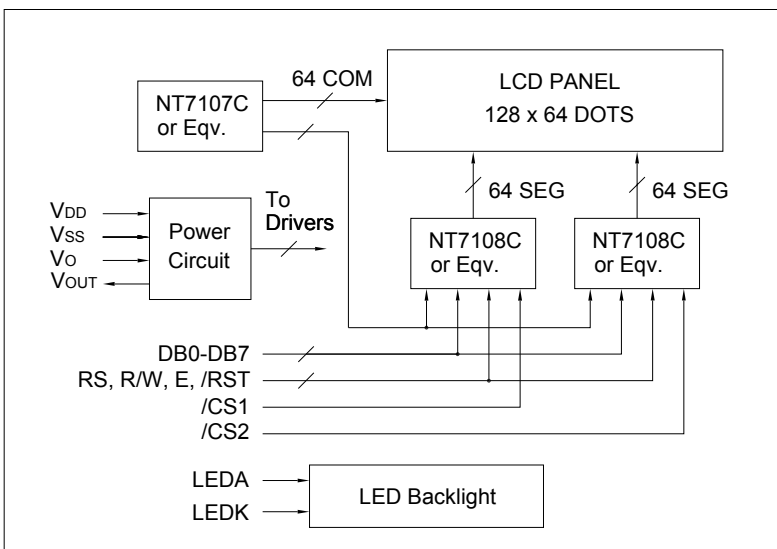 64 COM
NT7107C
or Eqv.
LCD PANEL
128 x 64 DOTS
64 SEG
64 SEG
VDD
VSS
VO
VOUT
Power
Circuit
To
Drivers
NT7108C
or Eqv.
NT7108C
or Eqv.
DB0-DB7
RS, R/W, E, /RST
/CS1
/CS2
LEDA
LEDK
LED Backlight